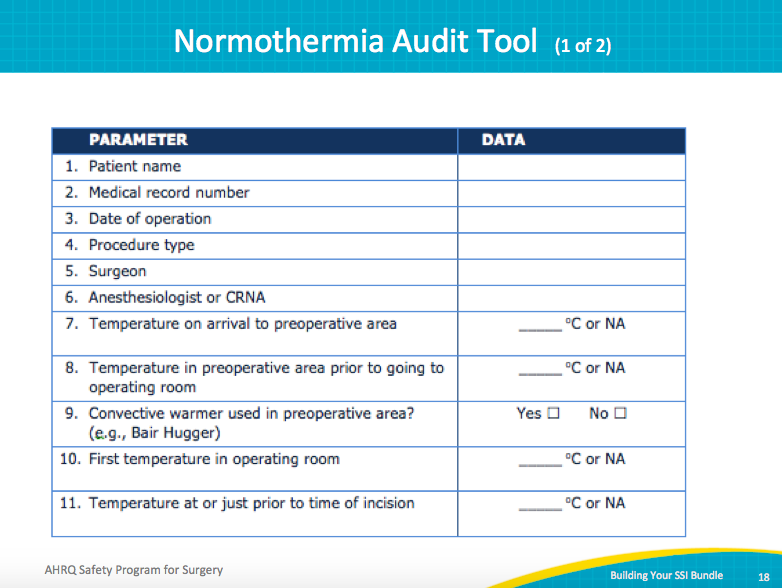 Normothermia Audit Tool (1 of 2)
PARAMETER DATA
1. Patient name
2. Medical record number
3. Date of operation
4. Procedure type
5. Surgeon
6. Anesthesiologist or CRNA
7. Temperature on arrival to preoperative area _____ °C or NA
8. Temperature in preoperative area prior to going to _____ °C or NA
operating room
9. Convective warmer used in preoperative area? Yes ☐ No ☐
(e.g., Bair Hugger)
10. First temperature in operating room _____ °C or NA
11. Temperature at or just prior to time of incision _____ °C or NA
AHRQ Safety Program for Surgery
Building Your SSI Bundle 18